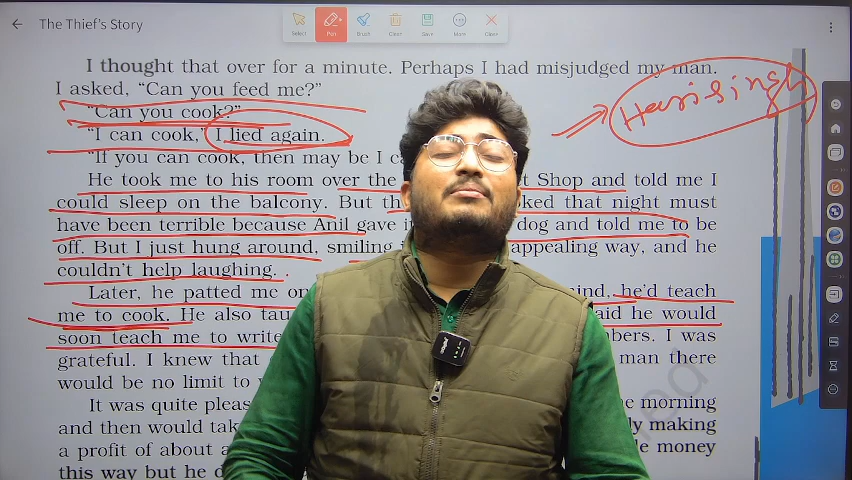 The Thief's Story
Select Pen Brush Clean Save More Close
I thought that over for a minute. Perhaps I had misjudged my man.
I asked, "Can you feed me?"
Harisingh
"Can you cook?"
"I can cook," I lied again.
"If you can cook, then may be I ca
He took me to his room over the Shop and told me I
could sleep on the balcony. But th ked that night must
have been terrible because Anil gave i dog and told me to be
off. But I just hung around, smiling appealing way, and he
couldn't help laughing. .
Later, he patted me on mind, he'd teach
me to cook. He also tau said he would
soon teach me to write mbers. I was
grateful. I knew that man there
would be no limit to
It was quite pleas e morning
and then would tak ly making
a profit of about a le money
this way but he d